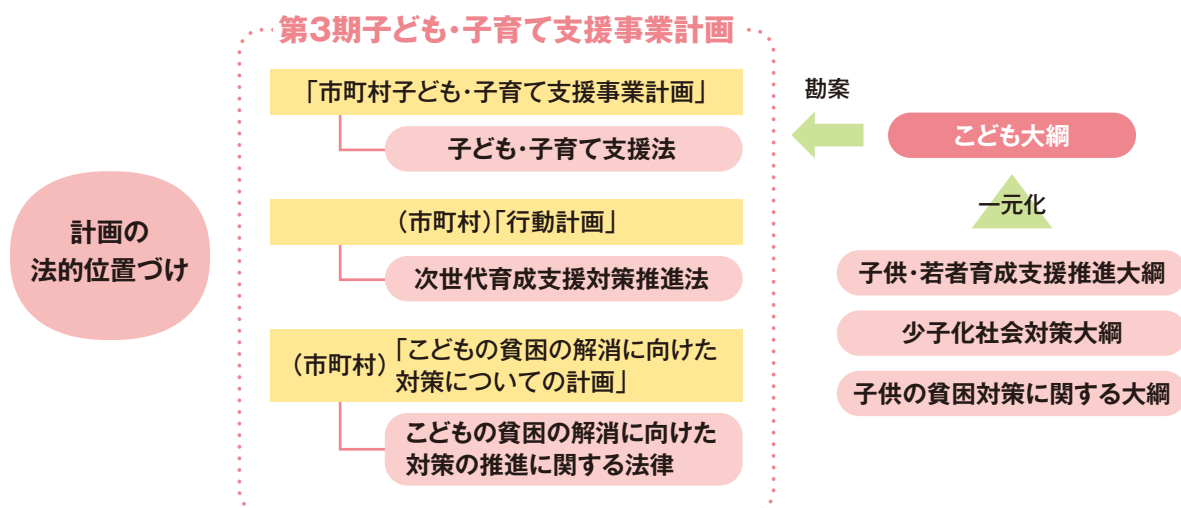 第3期子ども・子育て支援事業計画
「市町村子ども・子育て支援事業計画」
子ども・子育て支援法
（市町村）「行動計画」
次世代育成支援対策推進法
（市町村）「こどもの貧困の解消に向けた
対策についての計画」
こどもの貧困の解消に向けた
対策の推進に関する法律
計画の
法的位置づけ
勘案
こども大綱
一元化
子供・若者育成支援推進大綱
少子化社会対策大綱
子供の貧困対策に関する大綱